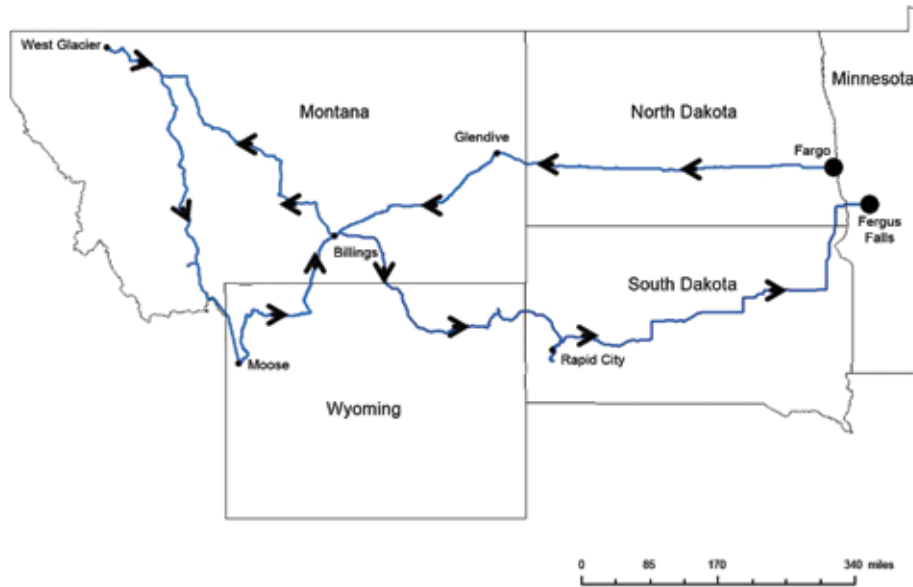 West Glacier
Montana
North Dakota
Minnesota
Glendive
Fargo
Fergus
Falls
Billings
South Dakota
Moose
Rapid City
Wyoming
0 85 170 340 miles